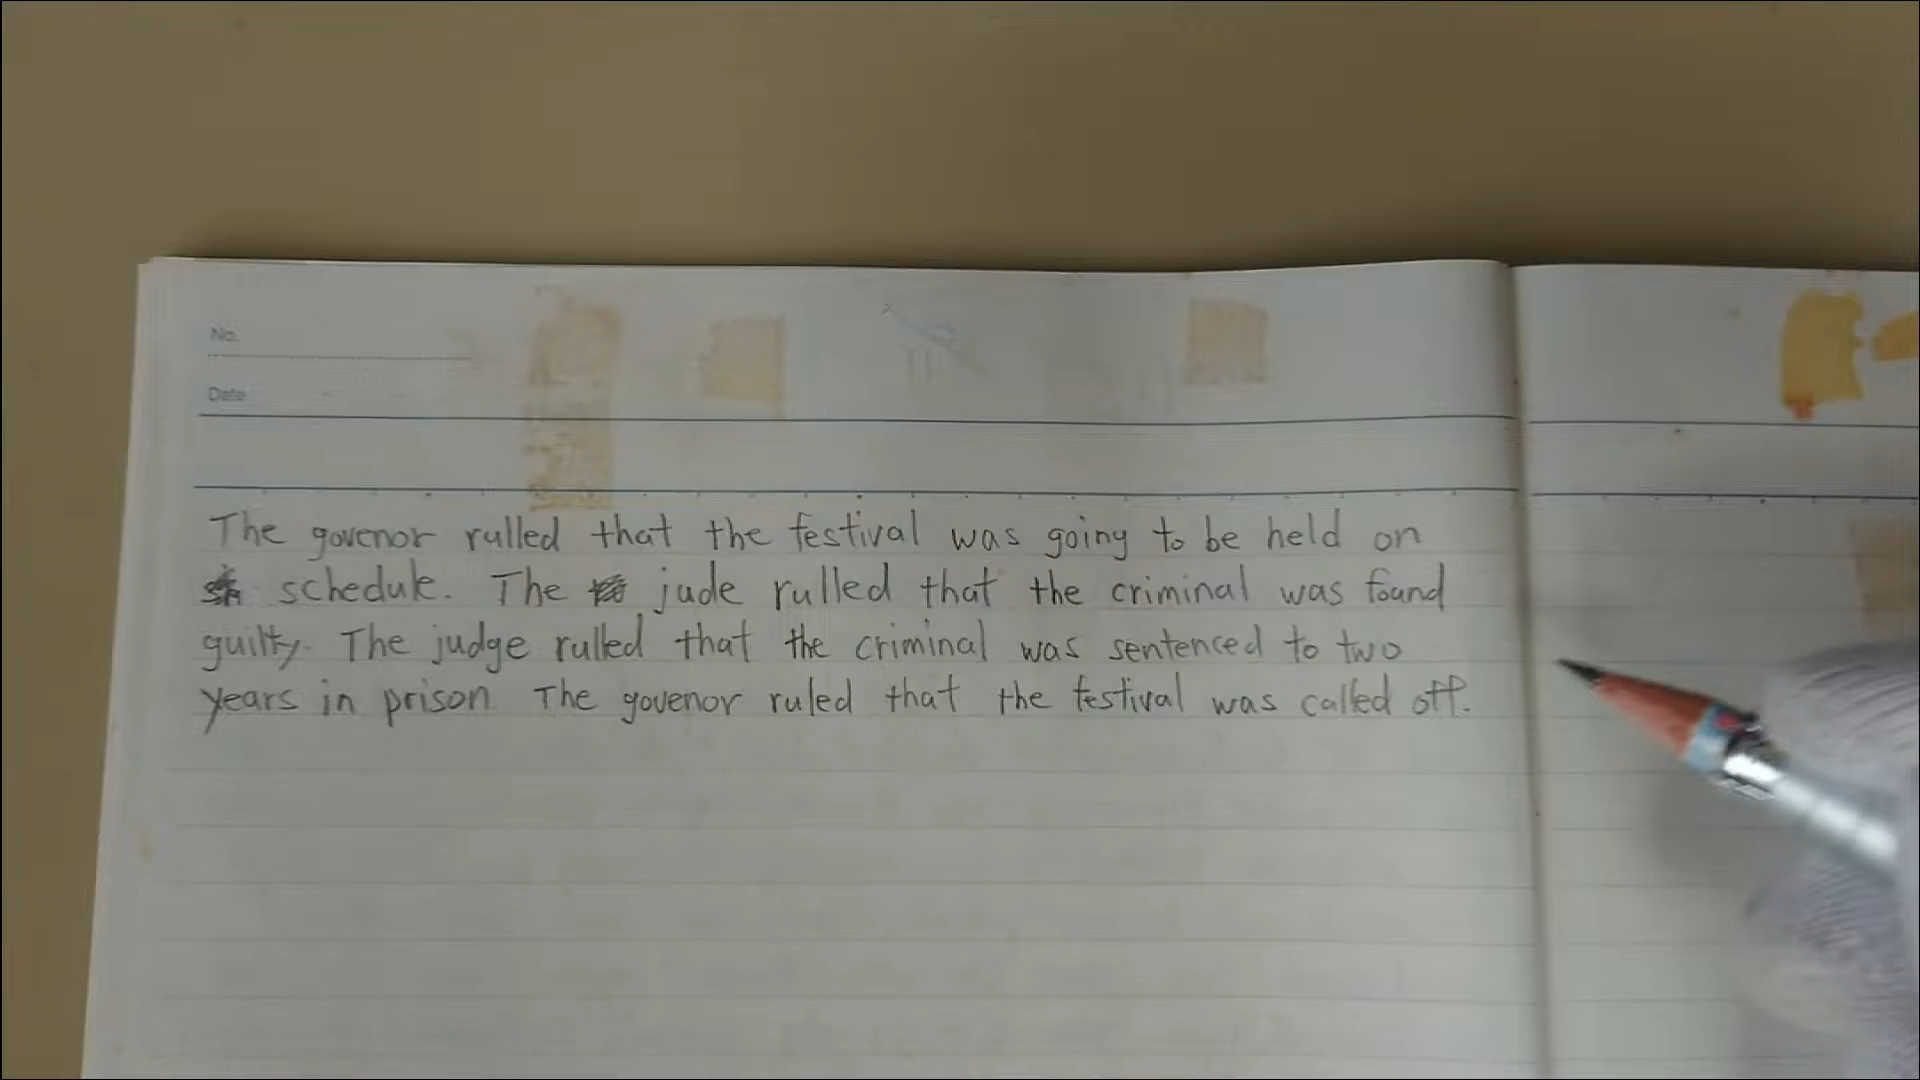 No.
Date
The govenor rulled that the festival was going to be held on
schedule. The jude rulled that the criminal was found
guilty. The judge rulled that the criminal was sentenced to two
years in prison. The govenor ruled that the festival was called off.